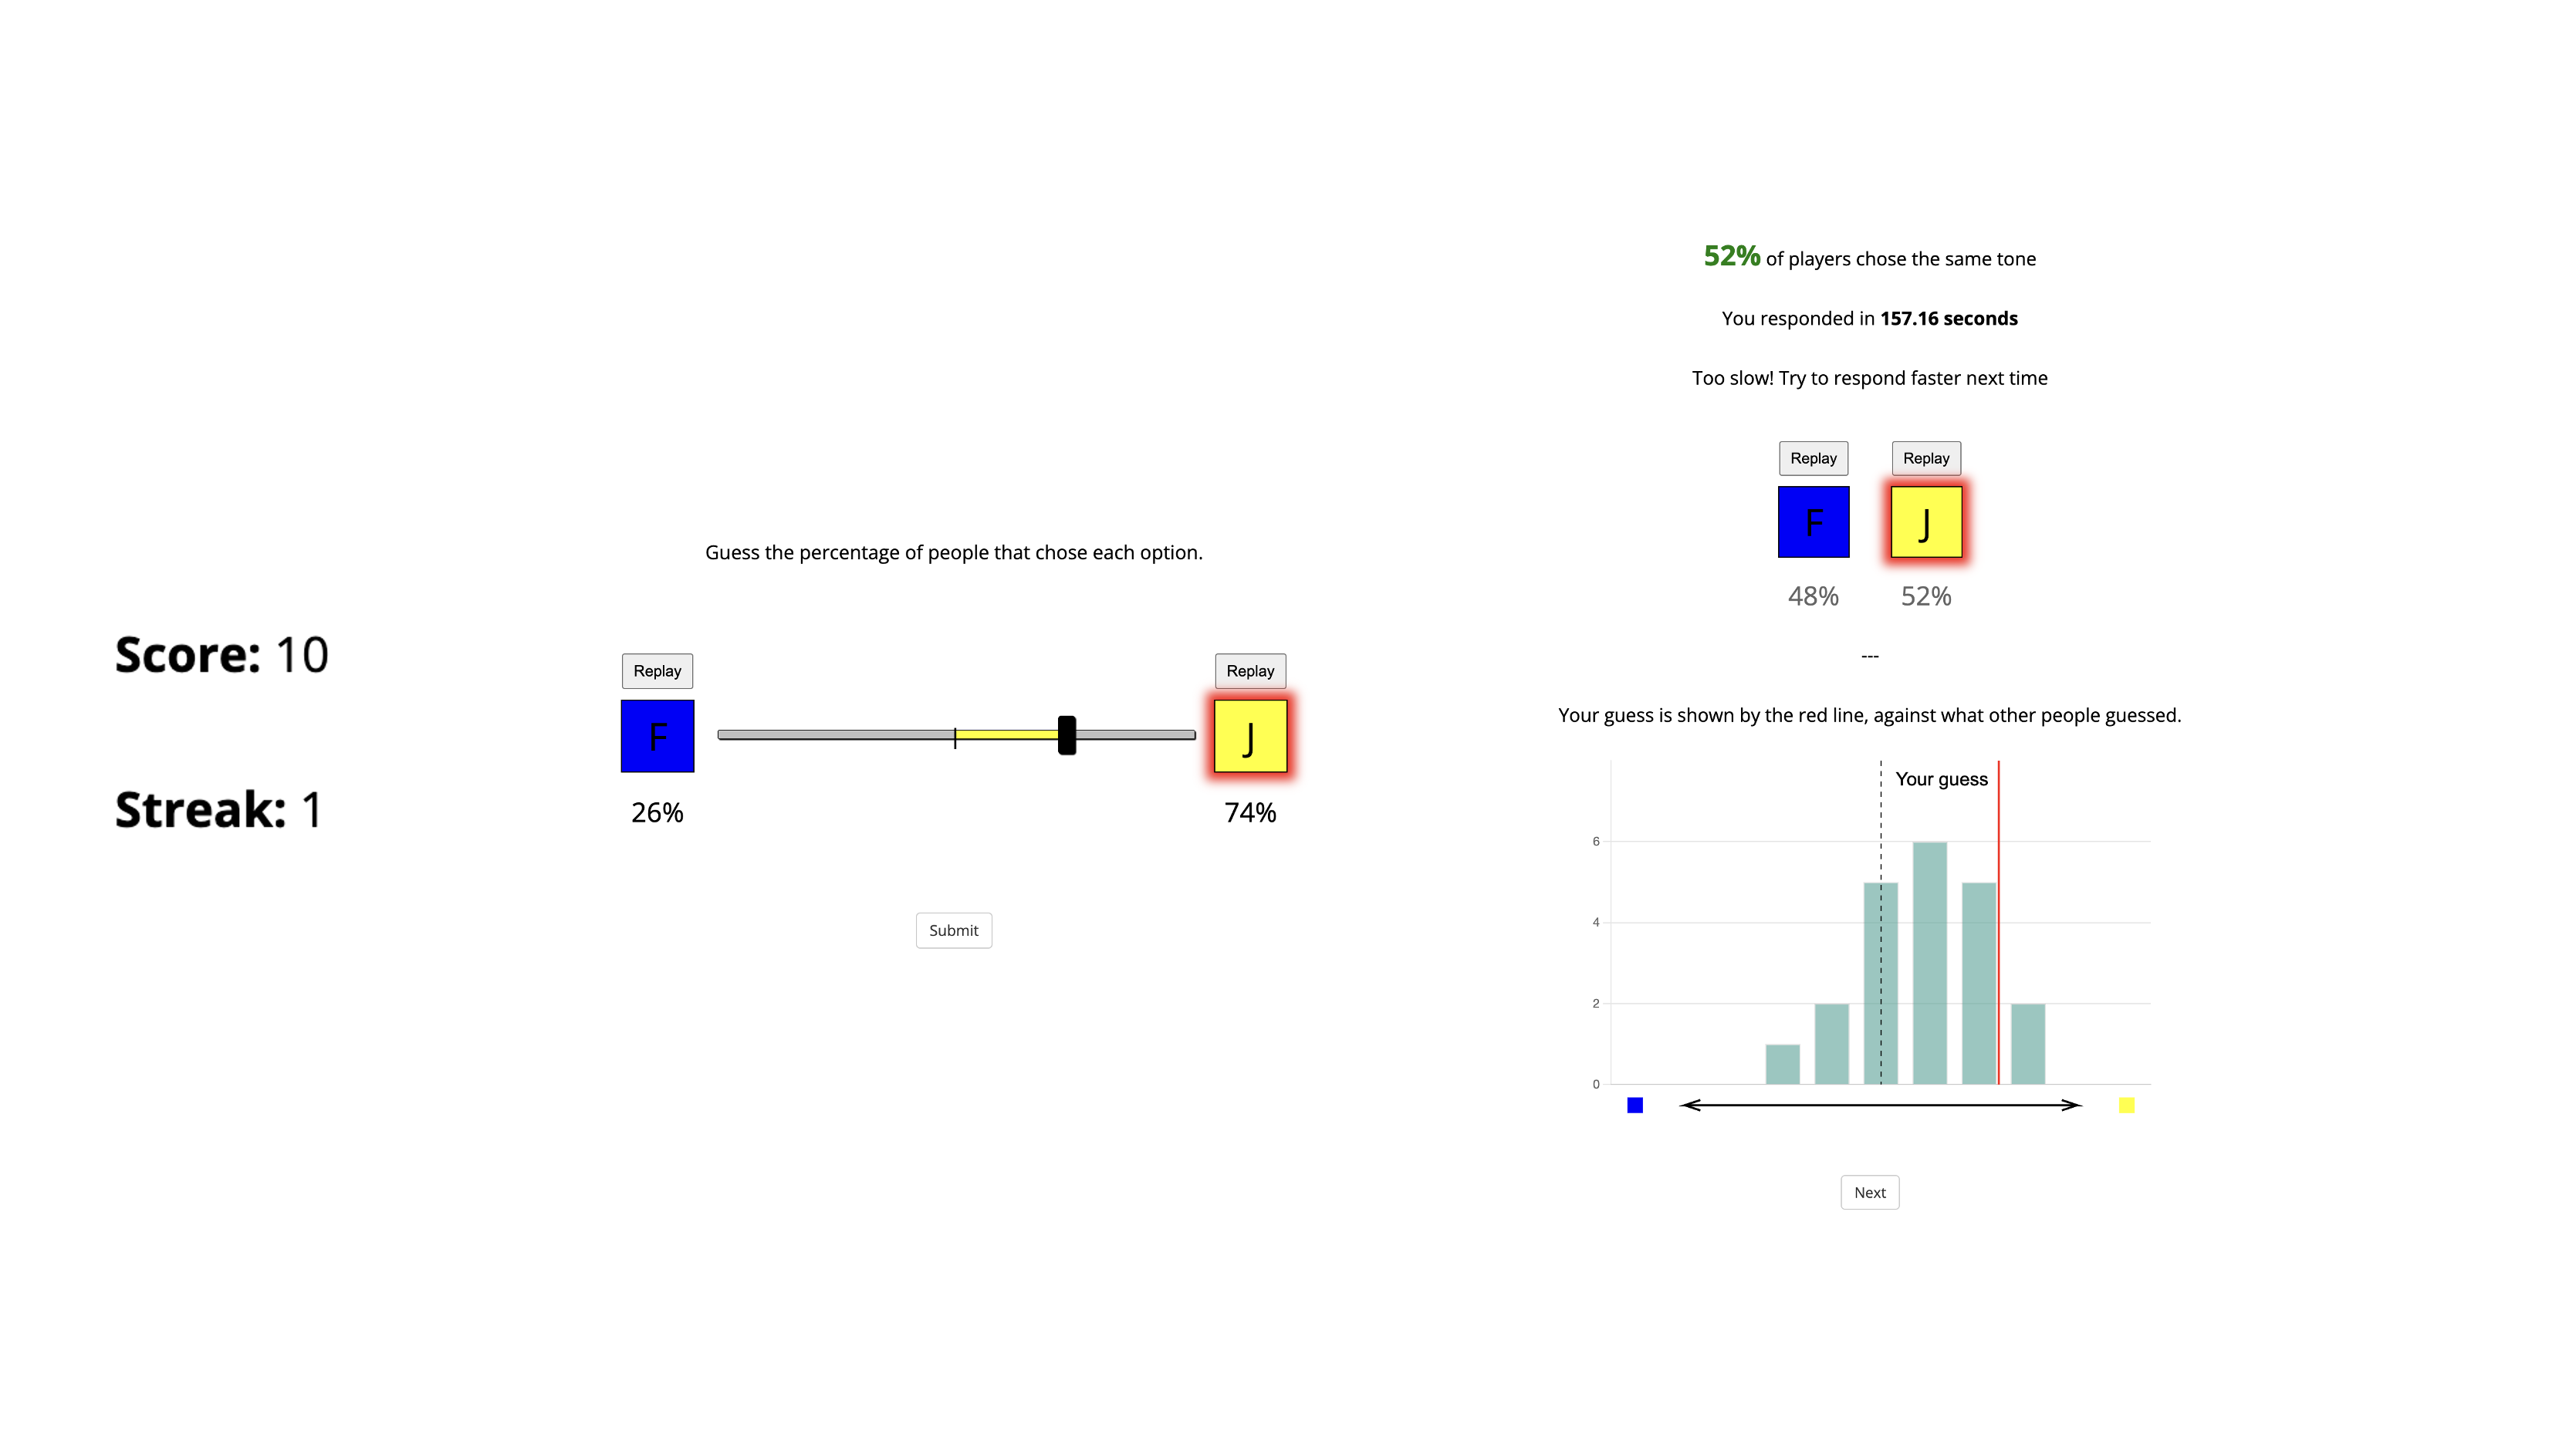 Score: 10
Streak: 1
Guess the percentage of people that chose each option.
Replay
Replay
F
J
26%
74%
Submit
52% of players chose the same tone
You responded in 157.16 seconds
Too slow! Try to respond faster next time
Replay
Replay
F
J
48%
52%
---
Your guess is shown by the red line, against what other people guessed.
Your guess
6
4
2
0
Next